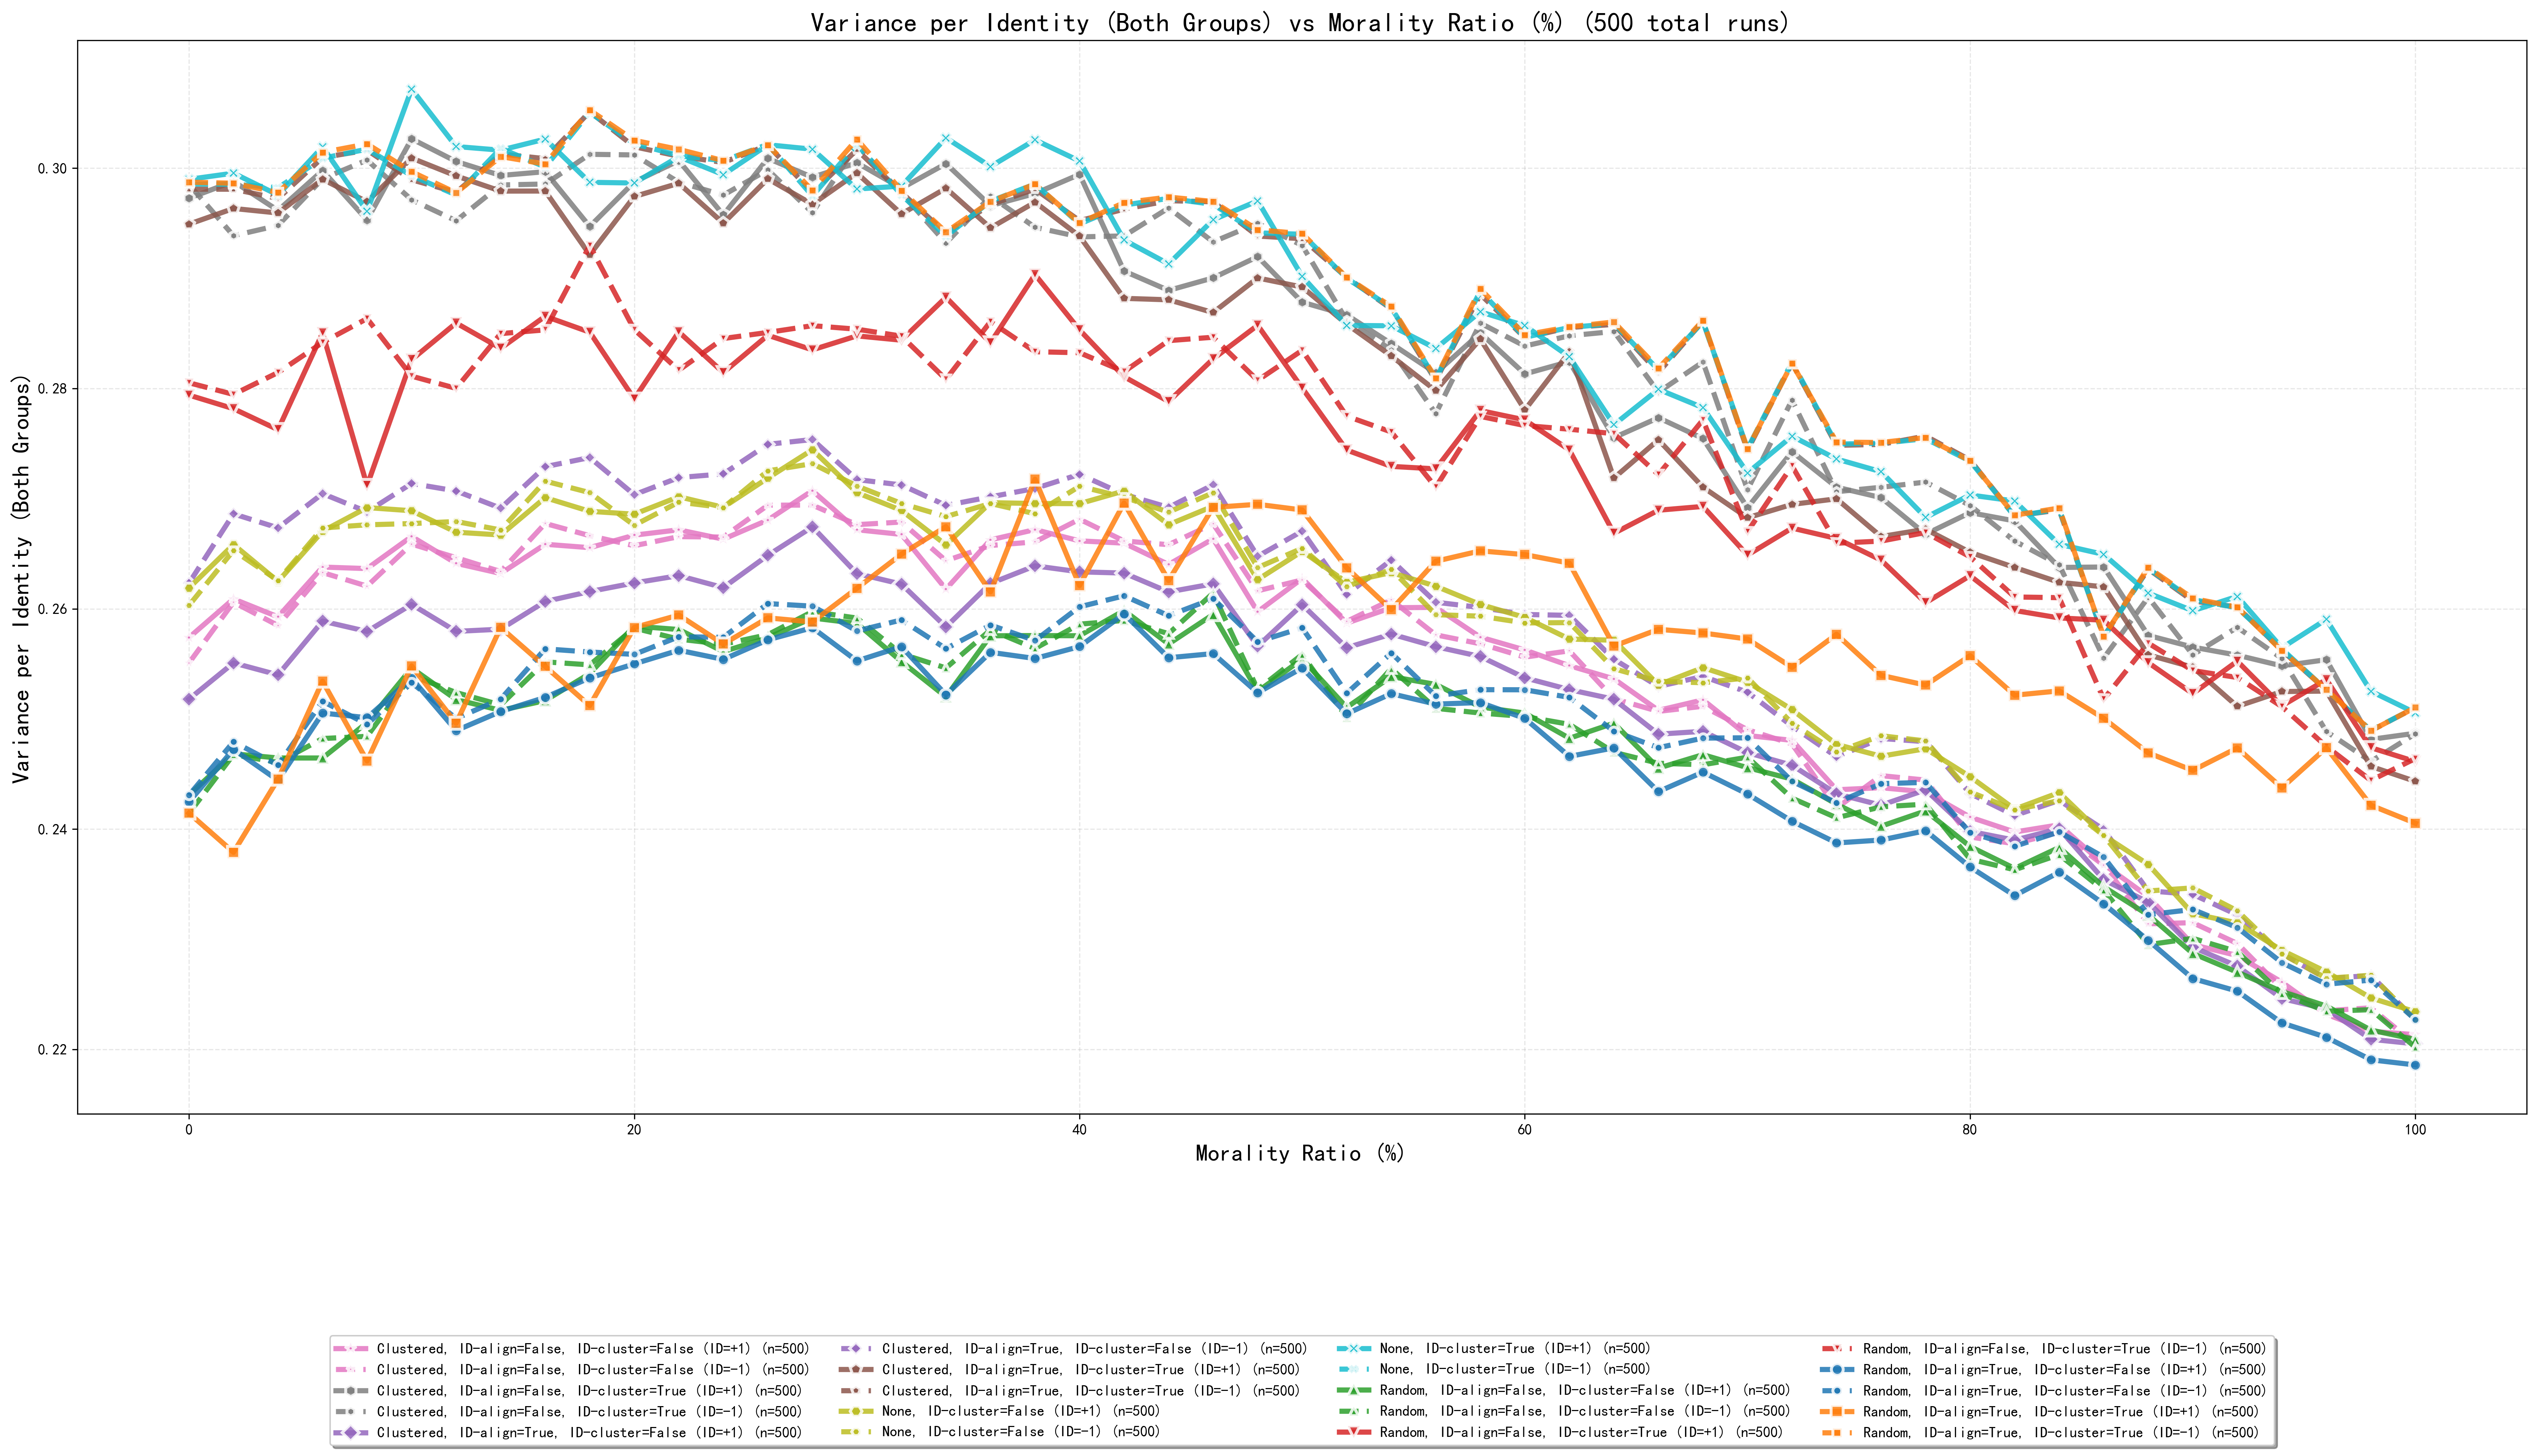 Variance per Identity (Both Groups) vs Morality Ratio (%) (500 total runs)
Variance per Identity (Both Groups)
0.30
0.28
0.26
0.24
0.22
0
20
40
60
80
100
Morality Ratio (%)
Clustered, ID-align=False, ID-cluster=False (ID=+1) (n=500)
Clustered, ID-align=False, ID-cluster=False (ID=-1) (n=500)
Clustered, ID-align=False, ID-cluster=True (ID=+1) (n=500)
Clustered, ID-align=False, ID-cluster=True (ID=-1) (n=500)
Clustered, ID-align=True, ID-cluster=False (ID=+1) (n=500)
Clustered, ID-align=True, ID-cluster=False (ID=-1) (n=500)
Clustered, ID-align=True, ID-cluster=True (ID=+1) (n=500)
Clustered, ID-align=True, ID-cluster=True (ID=-1) (n=500)
None, ID-cluster=False (ID=+1) (n=500)
None, ID-cluster=False (ID=-1) (n=500)
None, ID-cluster=True (ID=+1) (n=500)
None, ID-cluster=True (ID=-1) (n=500)
Random, ID-align=False, ID-cluster=False (ID=+1) (n=500)
Random, ID-align=False, ID-cluster=False (ID=-1) (n=500)
Random, ID-align=False, ID-cluster=True (ID=+1) (n=500)
Random, ID-align=False, ID-cluster=True (ID=-1) (n=500)
Random, ID-align=True, ID-cluster=False (ID=+1) (n=500)
Random, ID-align=True, ID-cluster=False (ID=-1) (n=500)
Random, ID-align=True, ID-cluster=True (ID=+1) (n=500)
Random, ID-align=True, ID-cluster=True (ID=-1) (n=500)